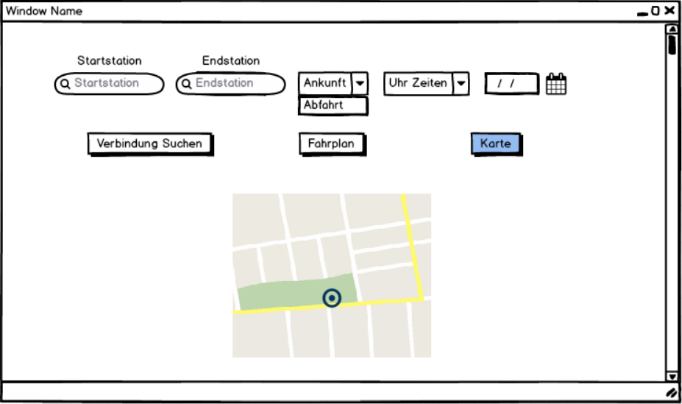 Window Name
Startstation Endstation
Startstation Endstation Ankunft Uhr Zeiten / /
Abfahrt
Verbindung Suchen Fahrplan Karte